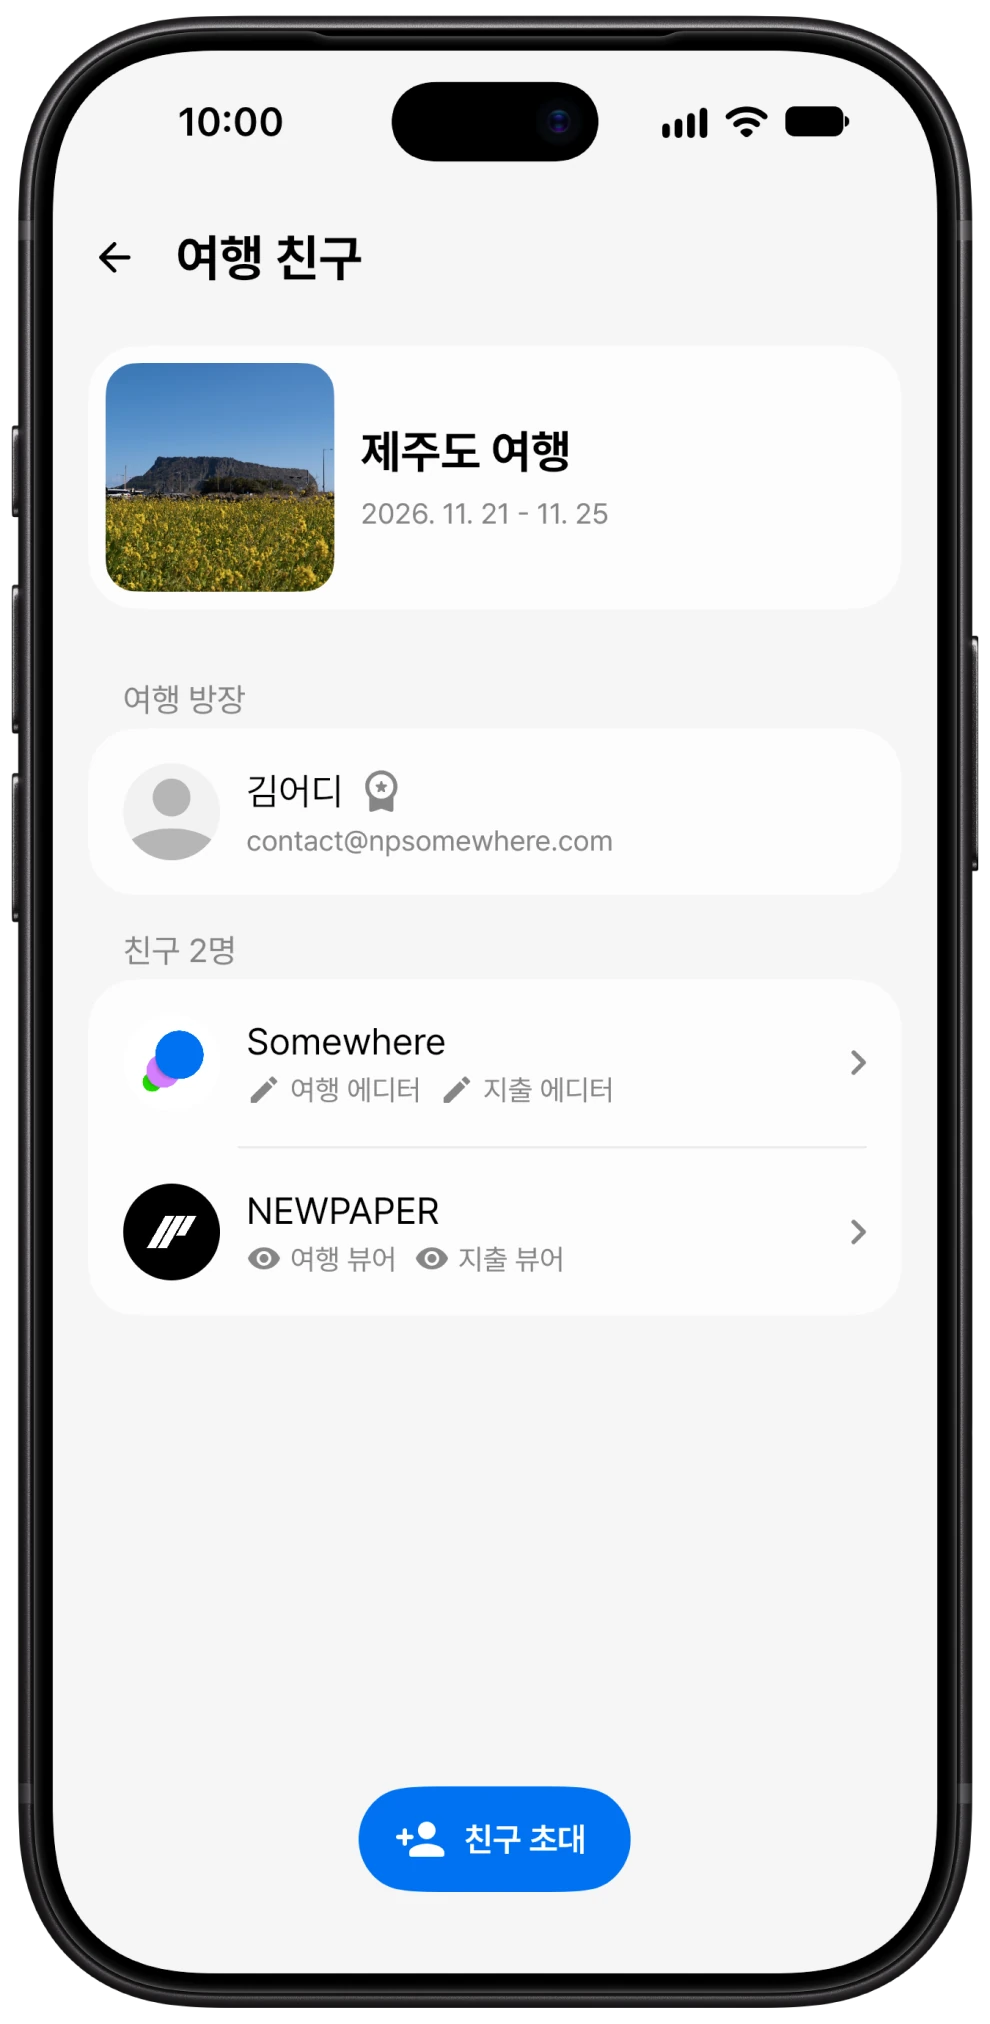 10:00
여행 친구
제주도 여행
2026. 11. 21 - 11. 25
여행 방장
김어디
contact@npsomewhere.com
친구 2명
Somewhere
여행 에디터 지출 에디터
NEWPAPER
여행 뷰어 지출 뷰어
친구 초대